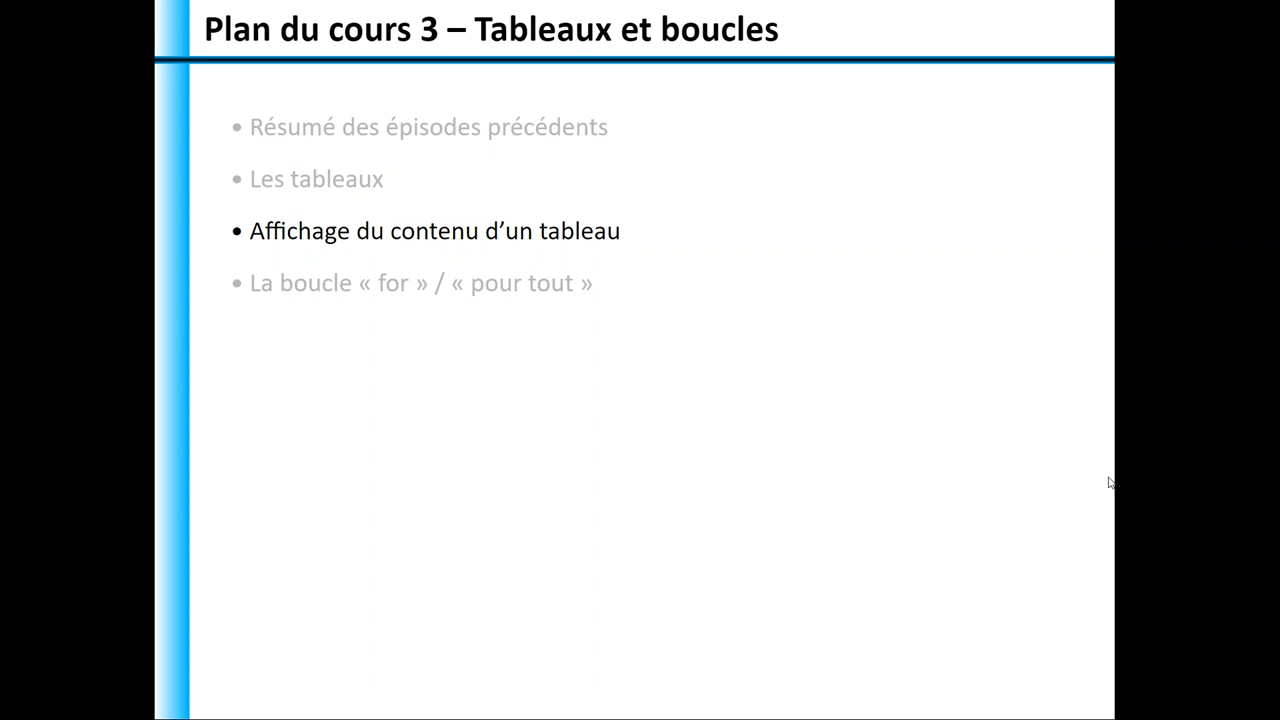 Plan du cours 3 – Tableaux et boucles
• Résumé des épisodes précédents
• Les tableaux
• Affichage du contenu d’un tableau
• La boucle « for » / « pour tout »